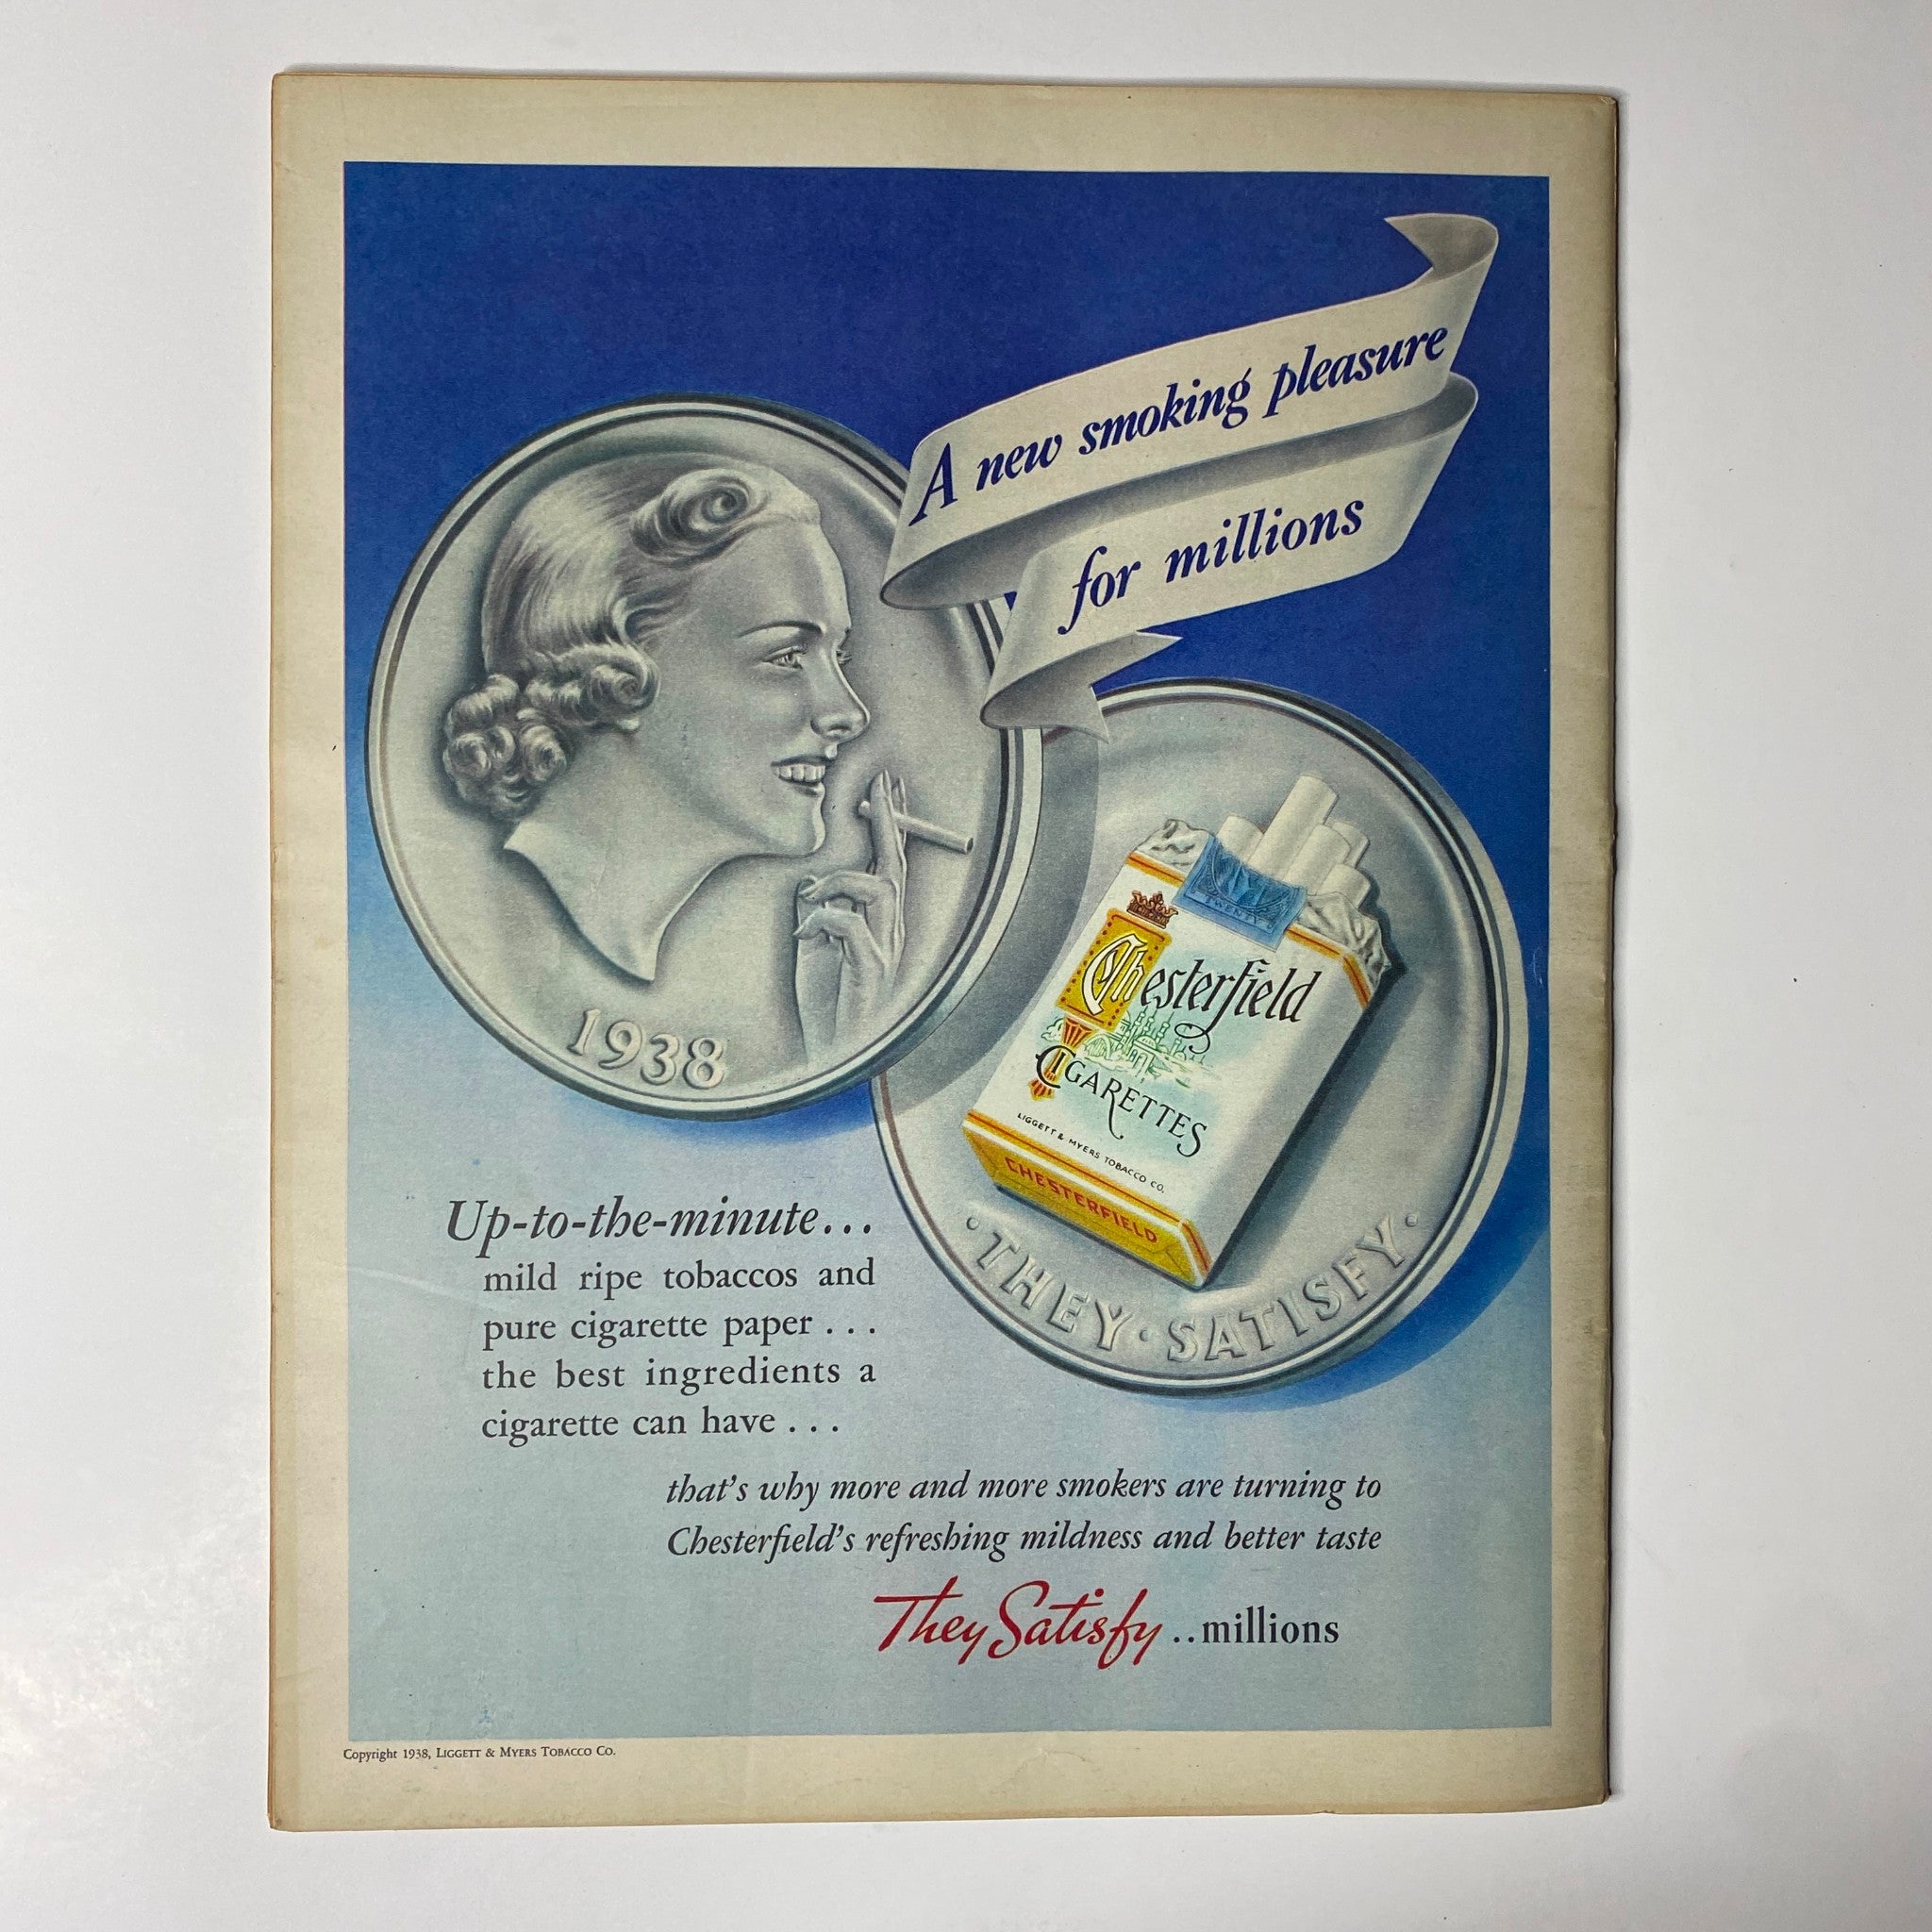 A new smoking pleasure
for millions
1938
TWENTY
Chesterfield
CIGARETTES
LIGGETT & MYERS TOBACCO CO.
CHESTERFIELD
· THEY · SATISFY ·
Up-to-the-minute...
mild ripe tobaccos and
pure cigarette paper . . .
the best ingredients a
cigarette can have . . .
that's why more and more smokers are turning to
Chesterfield's refreshing mildness and better taste
They Satisfy ..millions
Copyright 1938, LIGGETT & MYERS TOBACCO CO.